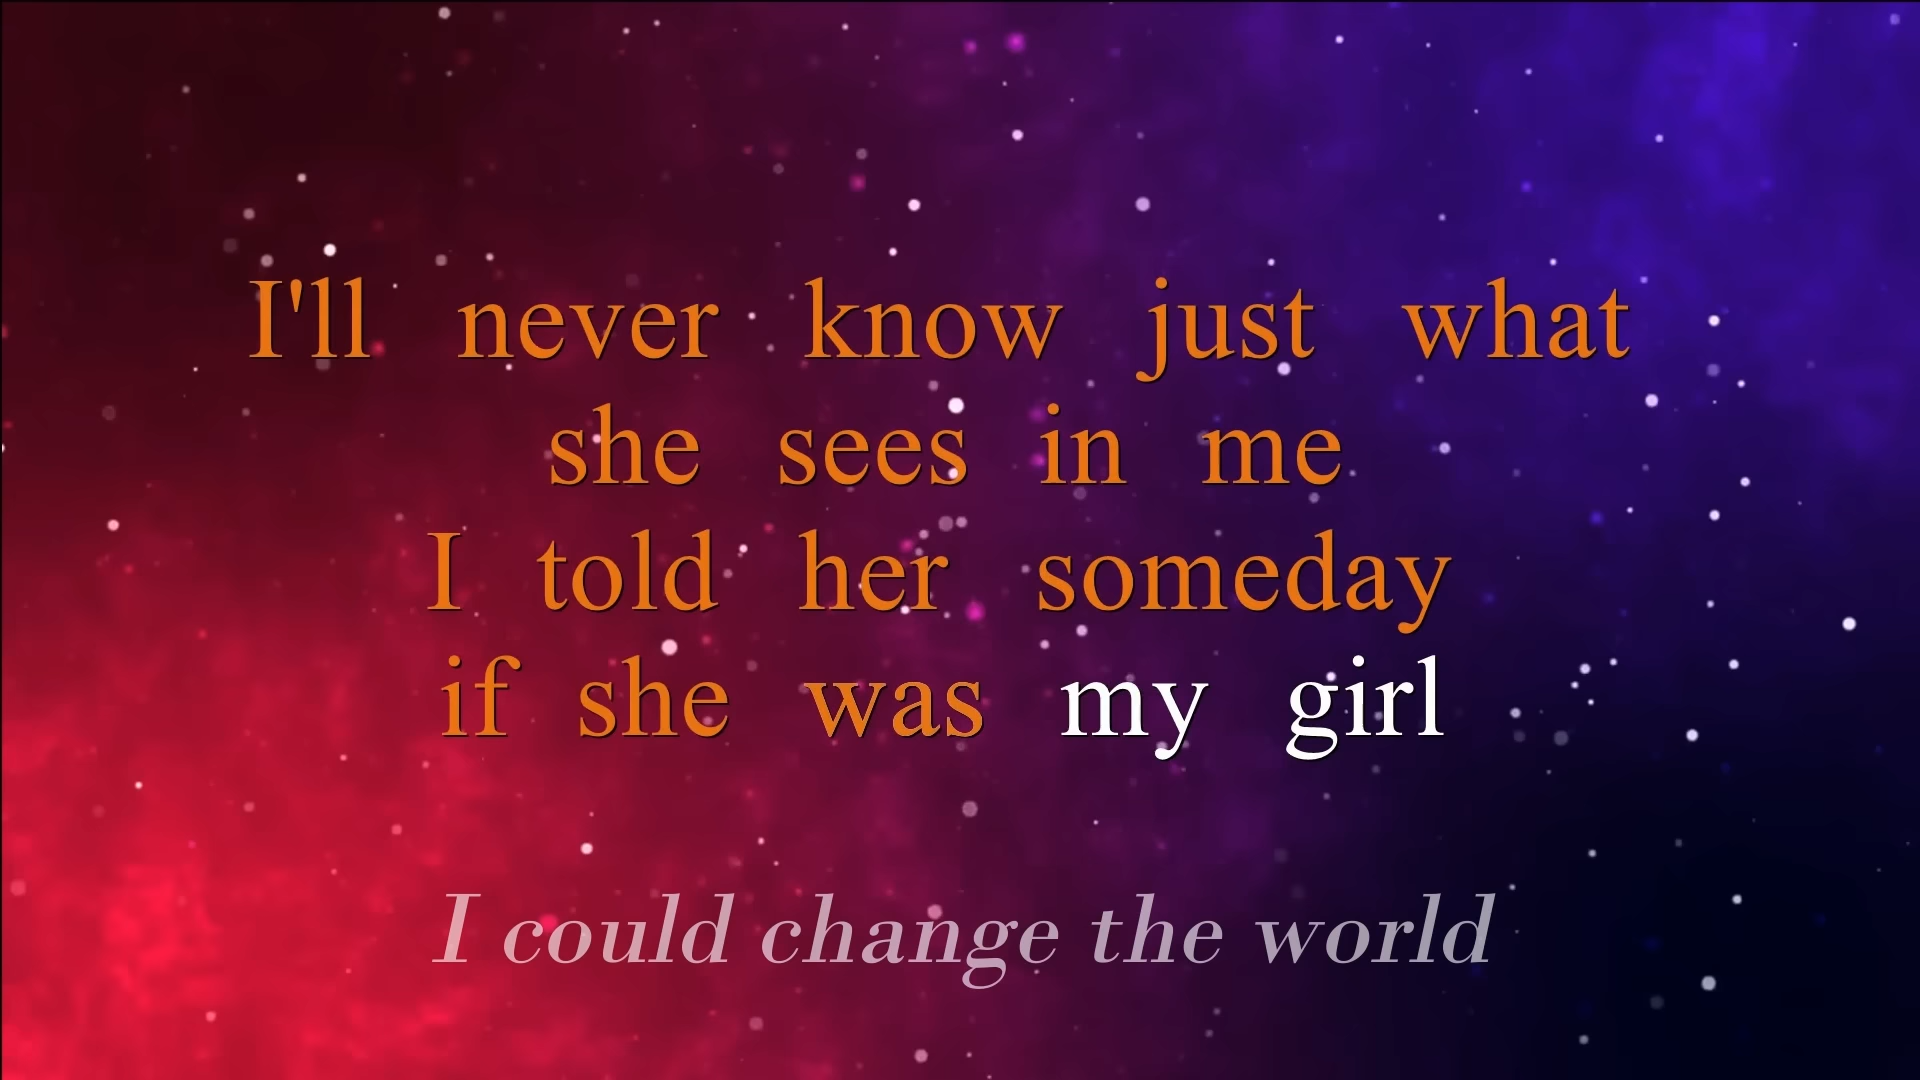 I'll never know just what
she sees in me
I told her someday
if she was my girl
I could change the world